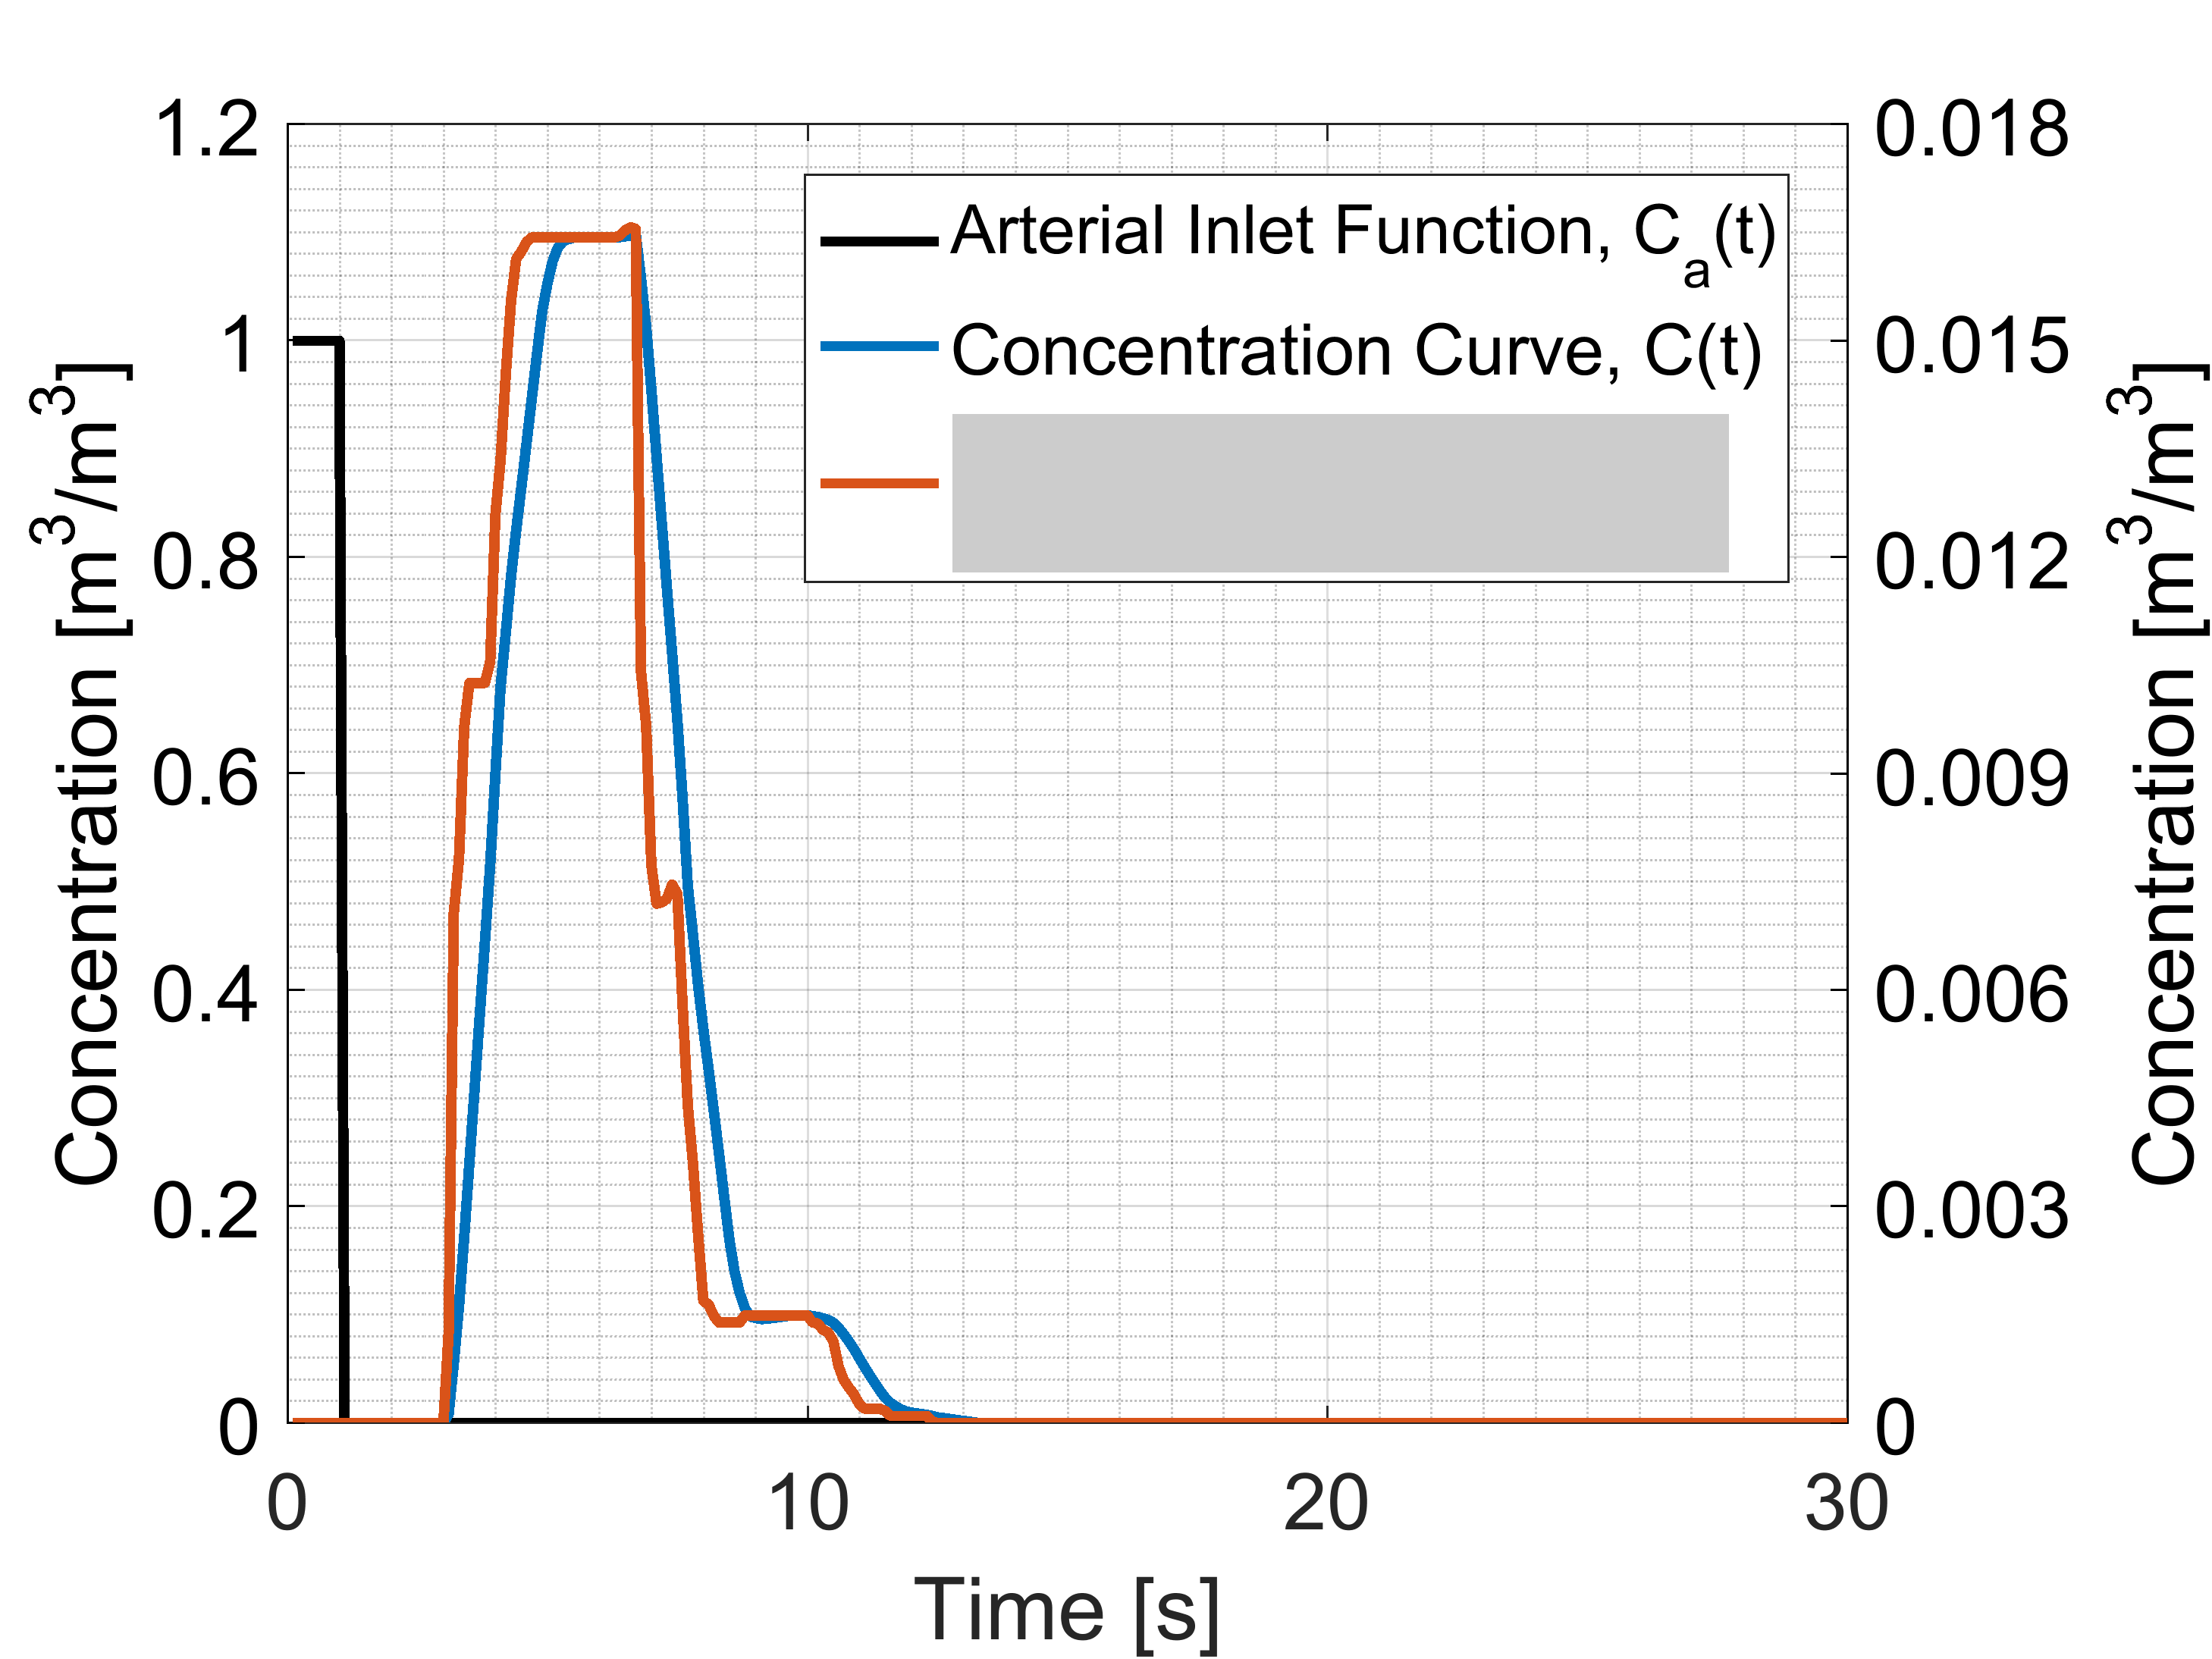 1.2
1
0.8
0.6
0.4
0.2
0
Concentration [m³/m³]
0.018
0.015
0.012
0.009
0.006
0.003
0
Concentration [m³/m³]
Arterial Inlet Function, Cₐ(t)
Concentration Curve, C(t)
0 10 20 30
Time [s]